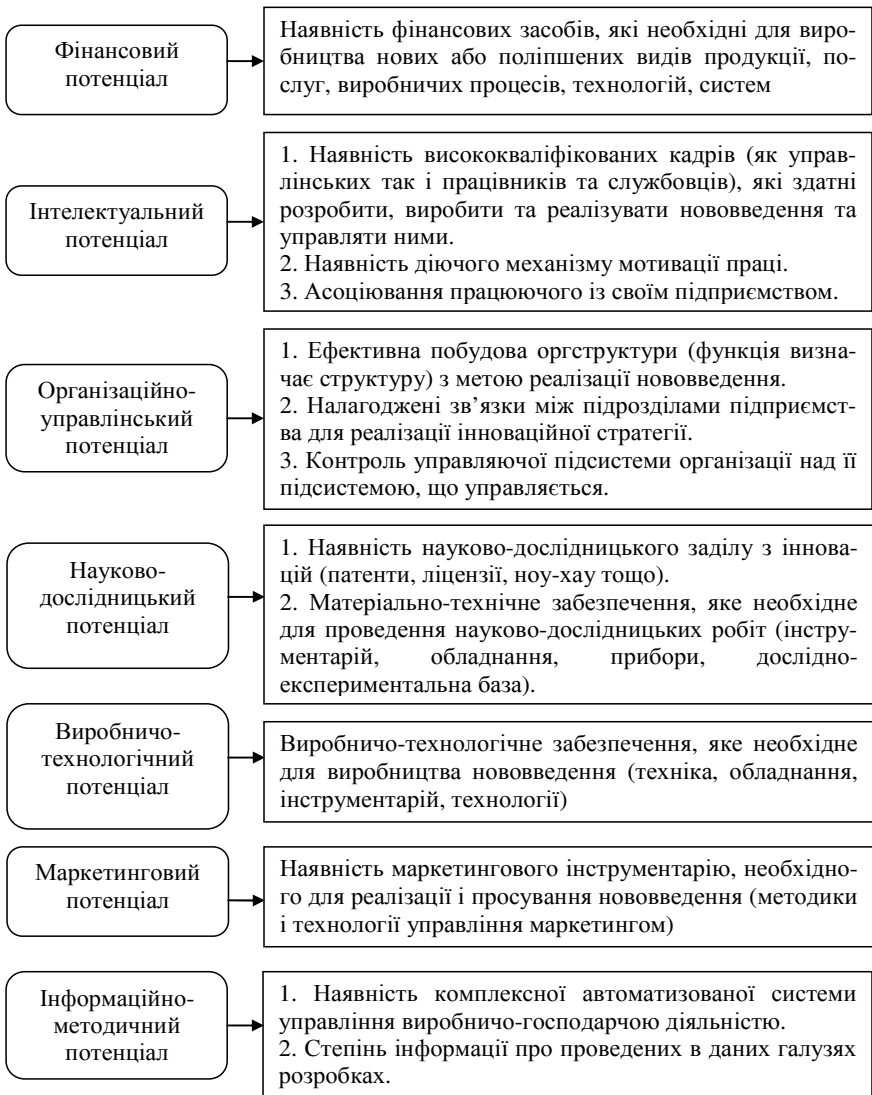 Фінансовий
потенціал
Наявність фінансових засобів, які необхідні для виро-
бництва нових або поліпшених видів продукції, по-
слуг, виробничих процесів, технологій, систем
Інтелектуальний
потенціал
1. Наявність висококваліфікованих кадрів (як управ-
лінських так і працівників та службовців), які здатні
розробити, виробити та реалізувати нововведення та
управляти ними.
2. Наявність діючого механізму мотивації праці.
3. Асоціювання працюючого із своїм підприємством.
Організаційно-
управлінський
потенціал
1. Ефективна побудова оргструктури (функція визна-
чає структуру) з метою реалізації нововведення.
2. Налагоджені зв’язки між підрозділами підприємст-
ва для реалізації інноваційної стратегії.
3. Контроль управляючої підсистеми організації над її
підсистемою, що управляється.
Науково-
дослідницький
потенціал
1. Наявність науково-дослідницького заділу з іннова-
цій (патенти, ліцензії, ноу-хау тощо).
2. Матеріально-технічне забезпечення, яке необхідне
для проведення науково-дослідницьких робіт (інстру-
ментарій, обладнання, прибори, дослідно-
експериментальна база).
Виробничо-
технологічний
потенціал
Виробничо-технологічне забезпечення, яке необхідне
для виробництва нововведення (техніка, обладнання,
інструментарій, технології)
Маркетинговий
потенціал
Наявність маркетингового інструментарію, необхідно-
го для реалізації і просування нововведення (методики
і технології управління маркетингом)
Інформаційно-
методичний
потенціал
1. Наявність комплексної автоматизованої системи
управління виробничо-господарчою діяльністю.
2. Степінь інформації про проведених в даних галузях
розробках.